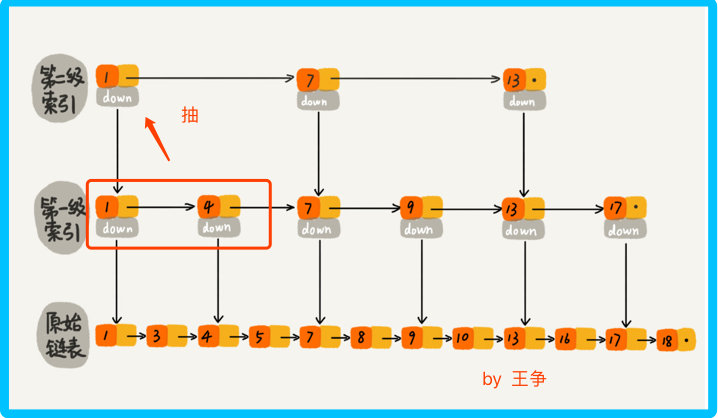 第二级
索引
1 7 13
down down down
抽
第一级
索引
1 4 7 9 13 17
down down down down down down
原始
链表
1 3 4 5 7 8 9 10 13 16 17 18
by 王争